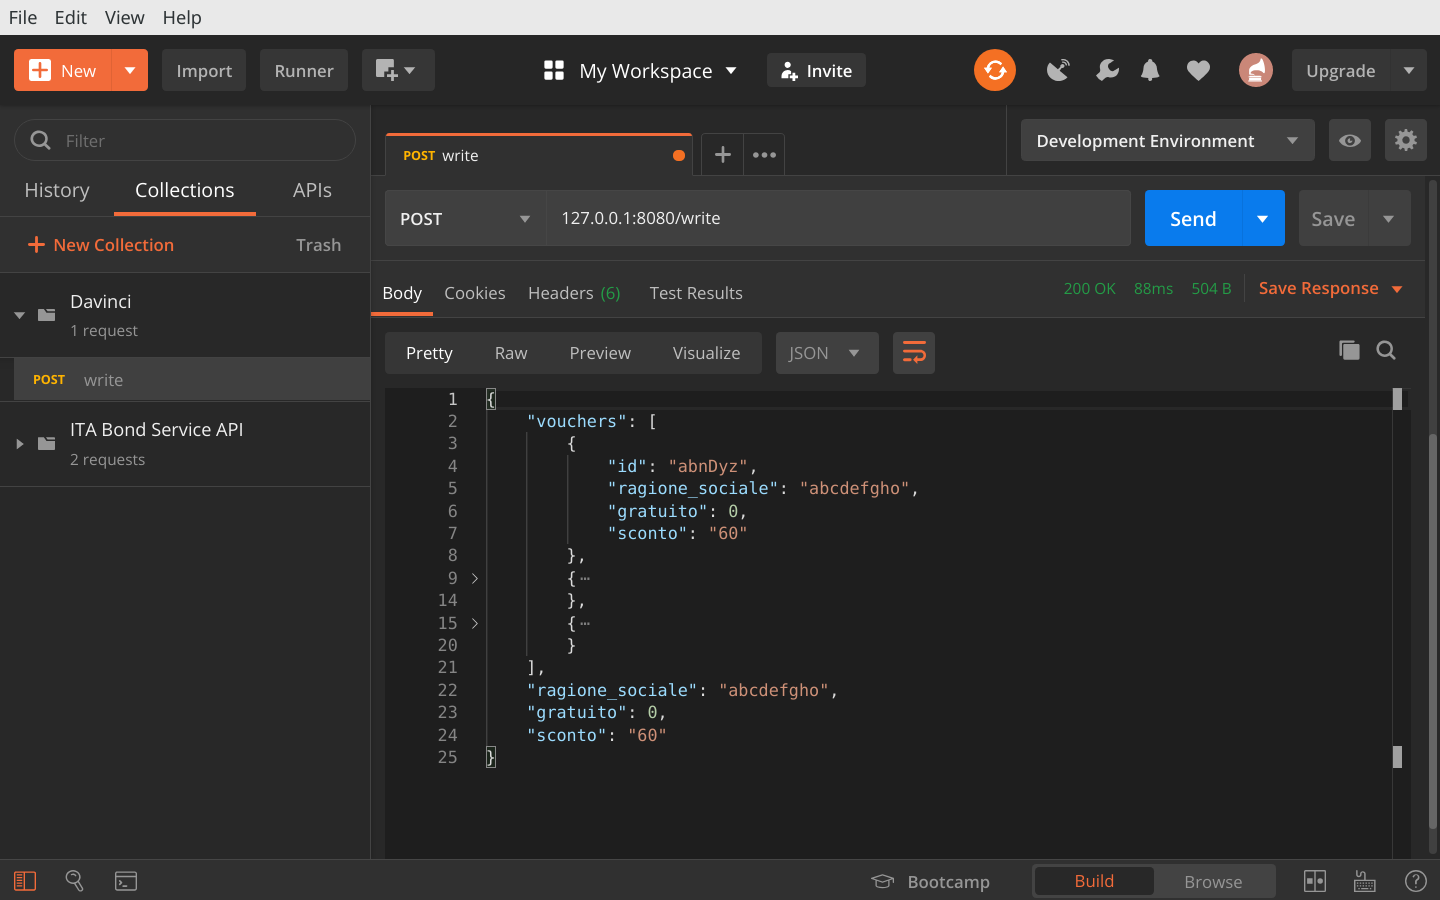 File Edit View Help
New Import Runner My Workspace Invite Upgrade
Filter
POST write
Development Environment
History Collections APIs
POST 127.0.0.1:8080/write Send Save
New Collection Trash
Body Cookies Headers (6) Test Results 200 OK 88ms 504 B Save Response
Davinci
1 request
Pretty Raw Preview Visualize JSON
POST write
ITA Bond Service API
2 requests
1 {
2 "vouchers": [
3 {
4 "id": "abnDyz",
5 "ragione_sociale": "abcdefgho",
6 "gratuito": 0,
7 "sconto": "60"
8 },
9 {⋯
14 },
15 {⋯
20 }
21 ],
22 "ragione_sociale": "abcdefgho",
23 "gratuito": 0,
24 "sconto": "60"
25 }
Bootcamp Build Browse